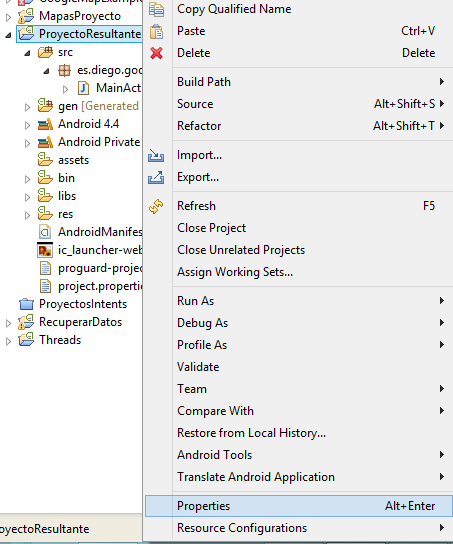 MapasProyecto
ProyectoResultante
src
es.diego.goo
MainAct
gen [Generated
Android 4.4
Android Private
assets
bin
libs
res
AndroidManifes
ic_launcher-web
proguard-projec
project.propertie
ProyectosIntents
RecuperarDatos
Threads
oyectoResultante
Copy Qualified Name
Paste Ctrl+V
Delete Delete
Build Path
Source Alt+Shift+S
Refactor Alt+Shift+T
Import...
Export...
Refresh F5
Close Project
Close Unrelated Projects
Assign Working Sets...
Run As
Debug As
Profile As
Validate
Team
Compare With
Restore from Local History...
Android Tools
Translate Android Application
Properties Alt+Enter
Resource Configurations